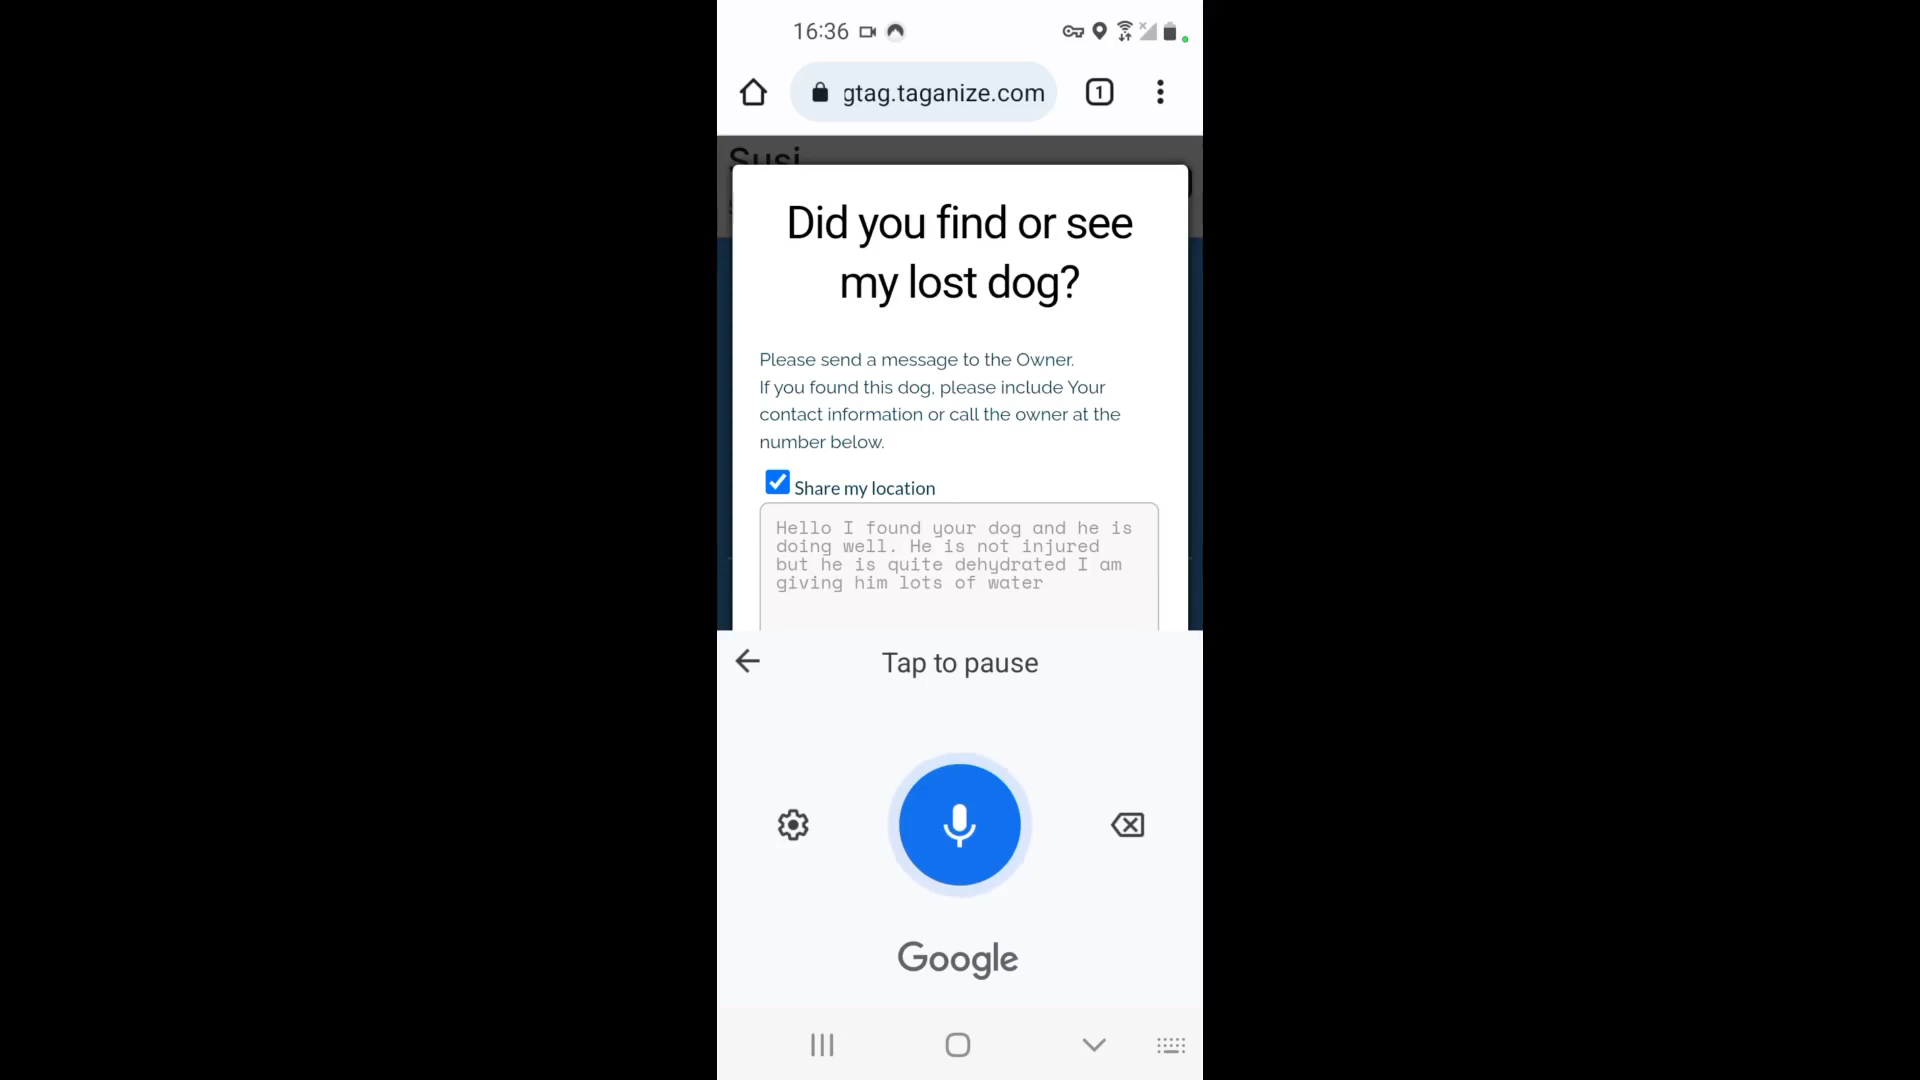 16:36
gtag.taganize.com
1
Susi
Did you find or see
my lost dog?
Please send a message to the Owner.
If you found this dog, please include Your
contact information or call the owner at the
number below.
Share my location
Hello I found your dog and he is
doing well. He is not injured
but he is quite dehydrated I am
giving him lots of water
Tap to pause
Google